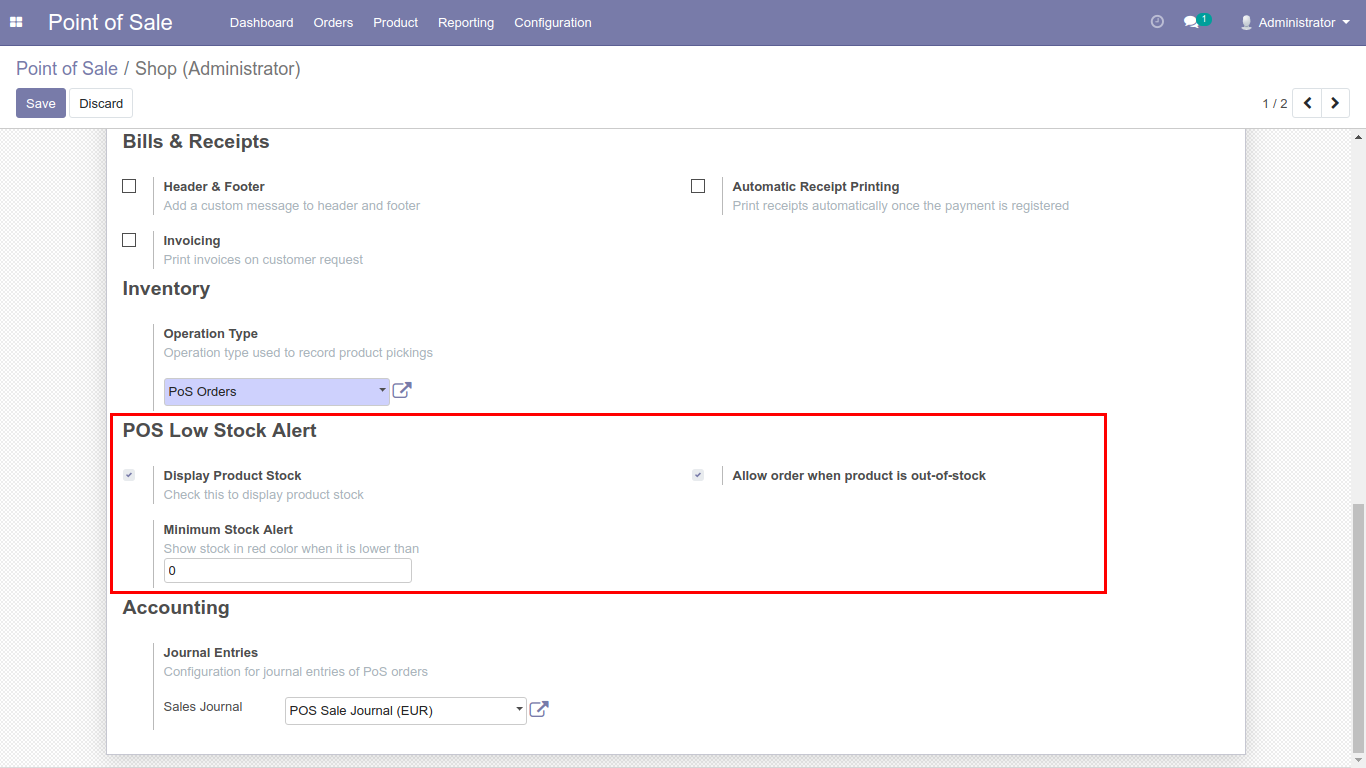 Point of Sale Dashboard Orders Product Reporting Configuration 1 Administrator
Point of Sale / Shop (Administrator)
Save Discard 1 / 2
Bills & Receipts
Header & Footer Automatic Receipt Printing
Add a custom message to header and footer Print receipts automatically once the payment is registered
Invoicing
Print invoices on customer request
Inventory
Operation Type
Operation type used to record product pickings
PoS Orders
POS Low Stock Alert
Display Product Stock Allow order when product is out-of-stock
Check this to display product stock
Minimum Stock Alert
Show stock in red color when it is lower than
0
Accounting
Journal Entries
Configuration for journal entries of PoS orders
Sales Journal POS Sale Journal (EUR)